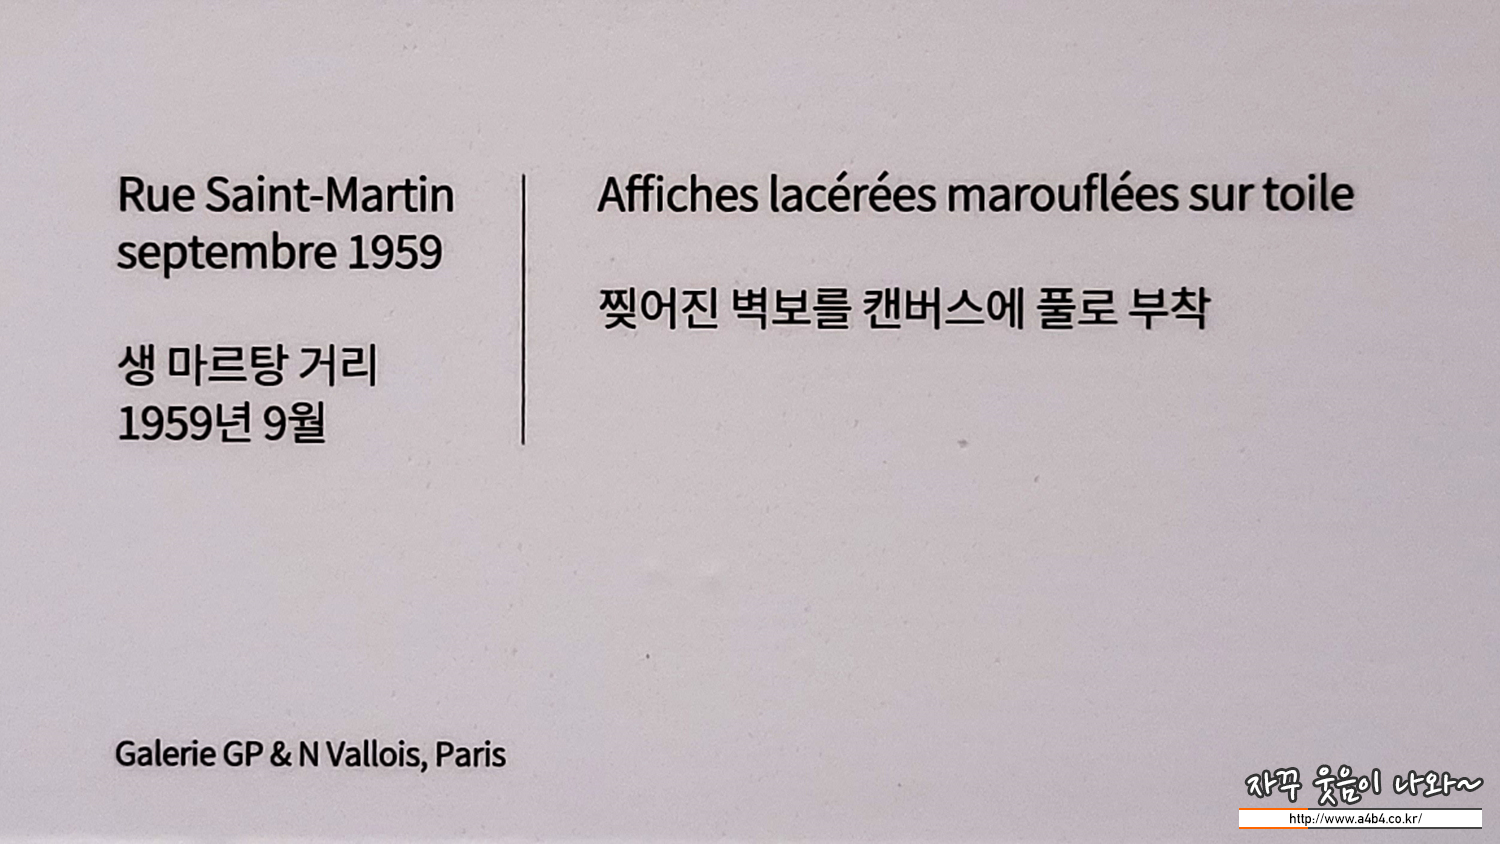 Rue Saint-Martin
septembre 1959
생 마르탕 거리
1959년 9월
Affiches lacérées marouflées sur toile
찢어진 벽보를 캔버스에 풀로 부착
Galerie GP & N Vallois, Paris
자꾸 웃음이 나와~
http://www.a4b4.co.kr/